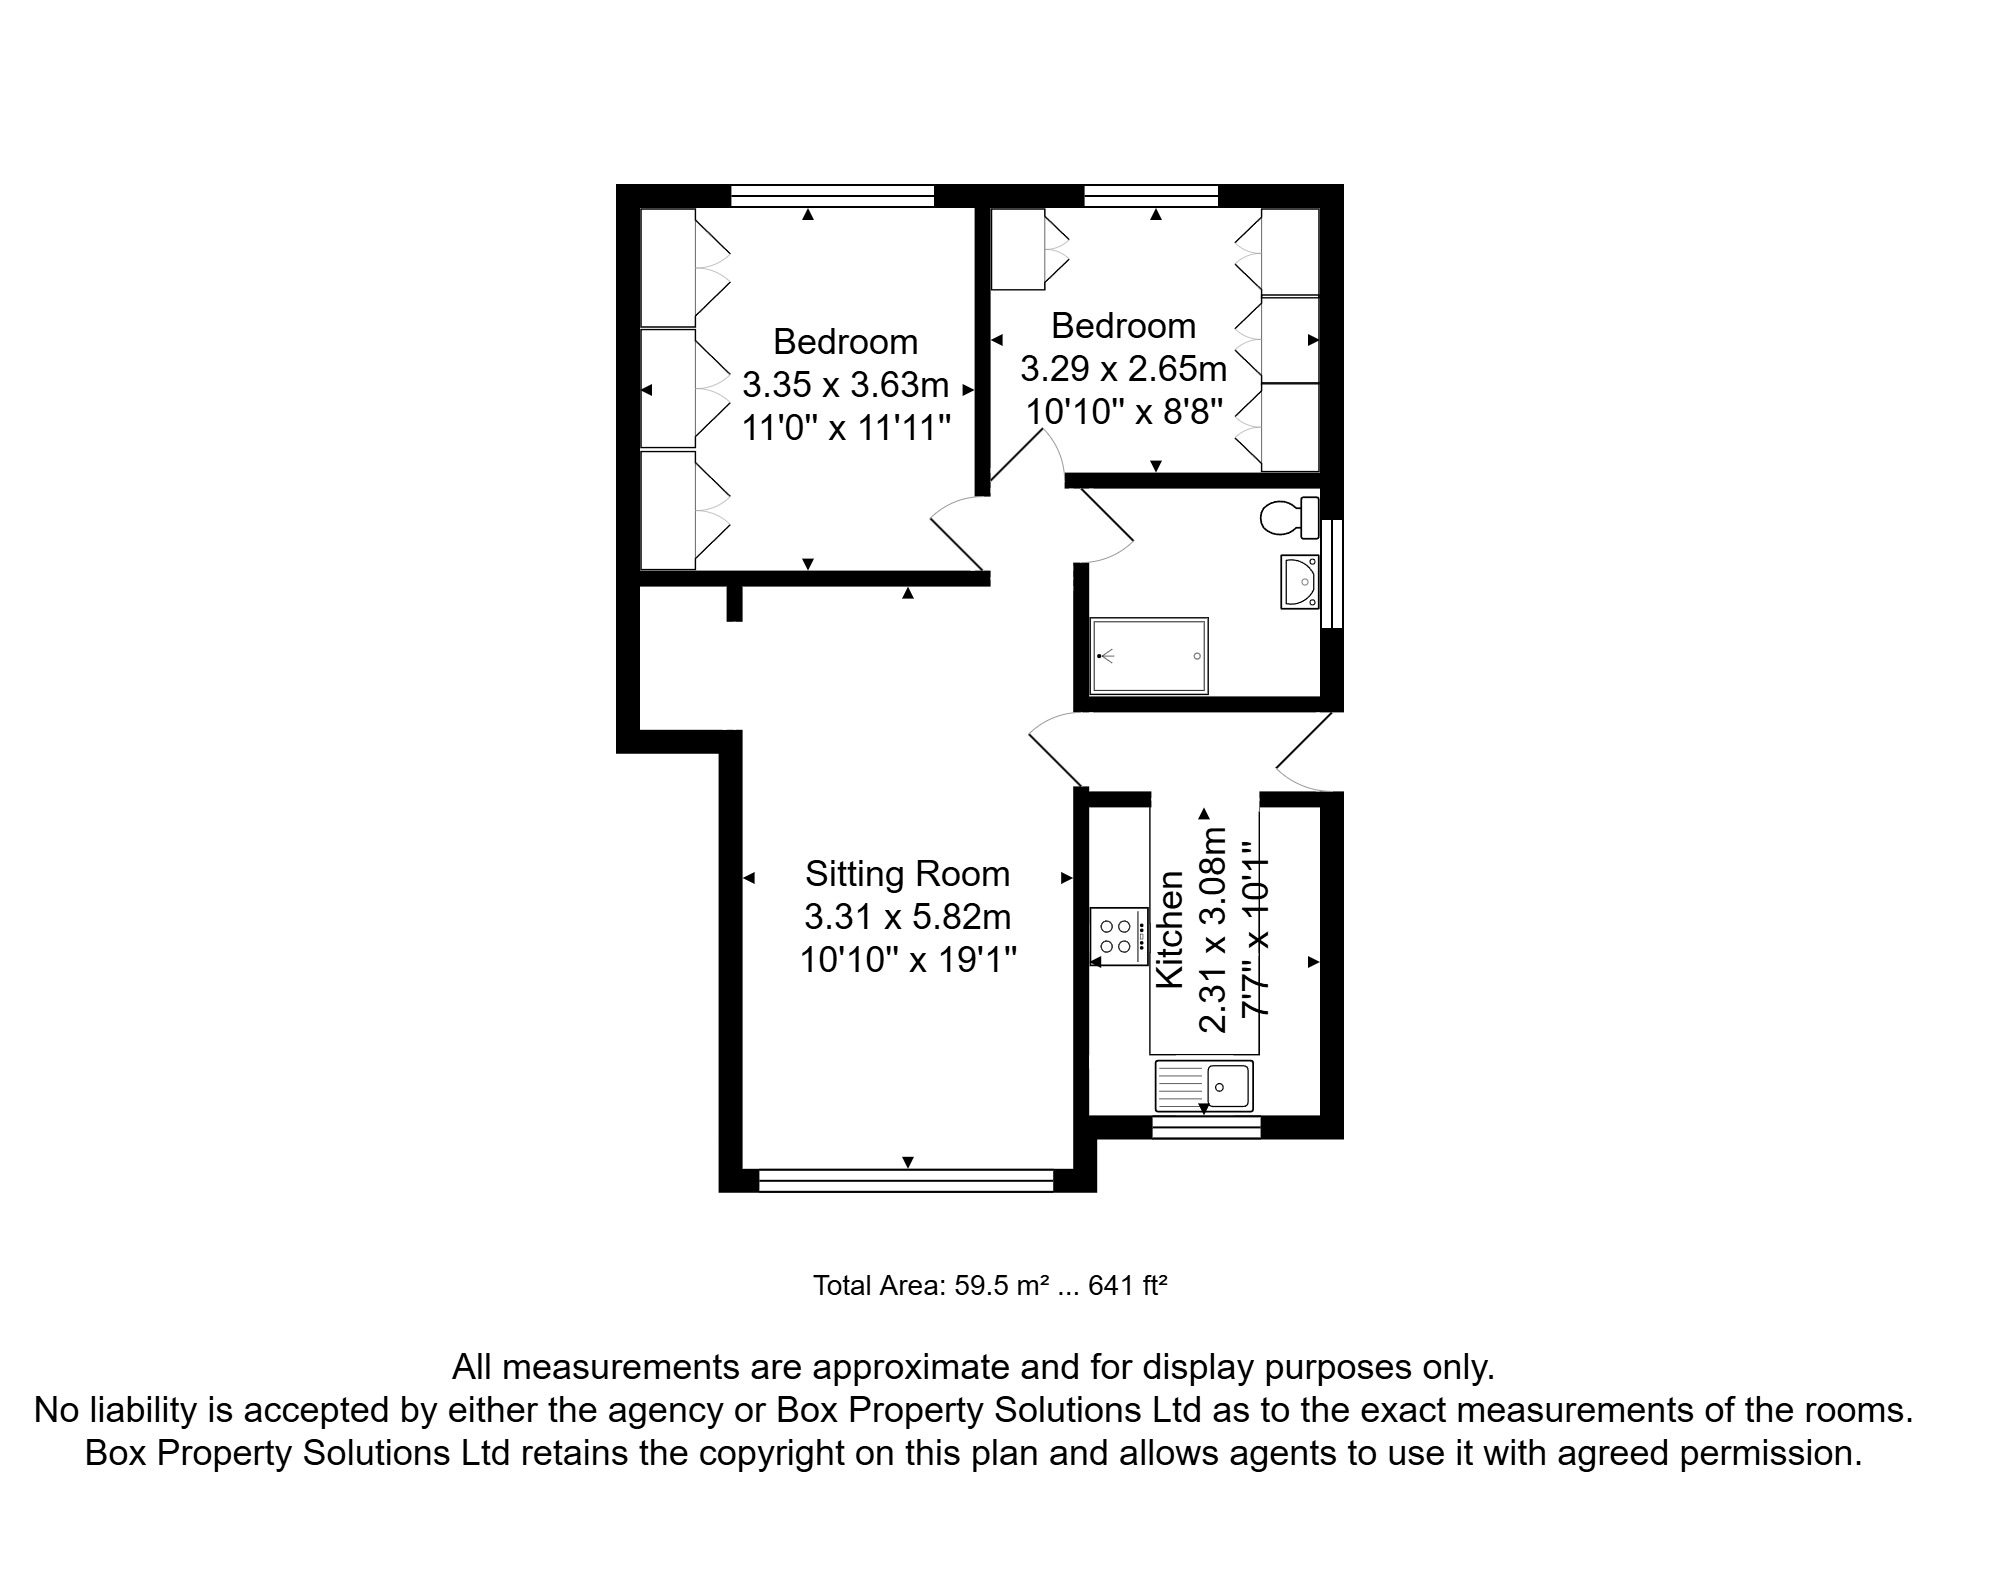 Bedroom
3.35 x 3.63m
11'0" x 11'11"
Bedroom
3.29 x 2.65m
10'10" x 8'8"
Sitting Room
3.31 x 5.82m
10'10" x 19'1"
Kitchen
2.31 x 3.08m
7'7" x 10'1"
Total Area: 59.5 m² ... 641 ft²
All measurements are approximate and for display purposes only.
No liability is accepted by either the agency or Box Property Solutions Ltd as to the exact measurements of the rooms.
Box Property Solutions Ltd retains the copyright on this plan and allows agents to use it with agreed permission.